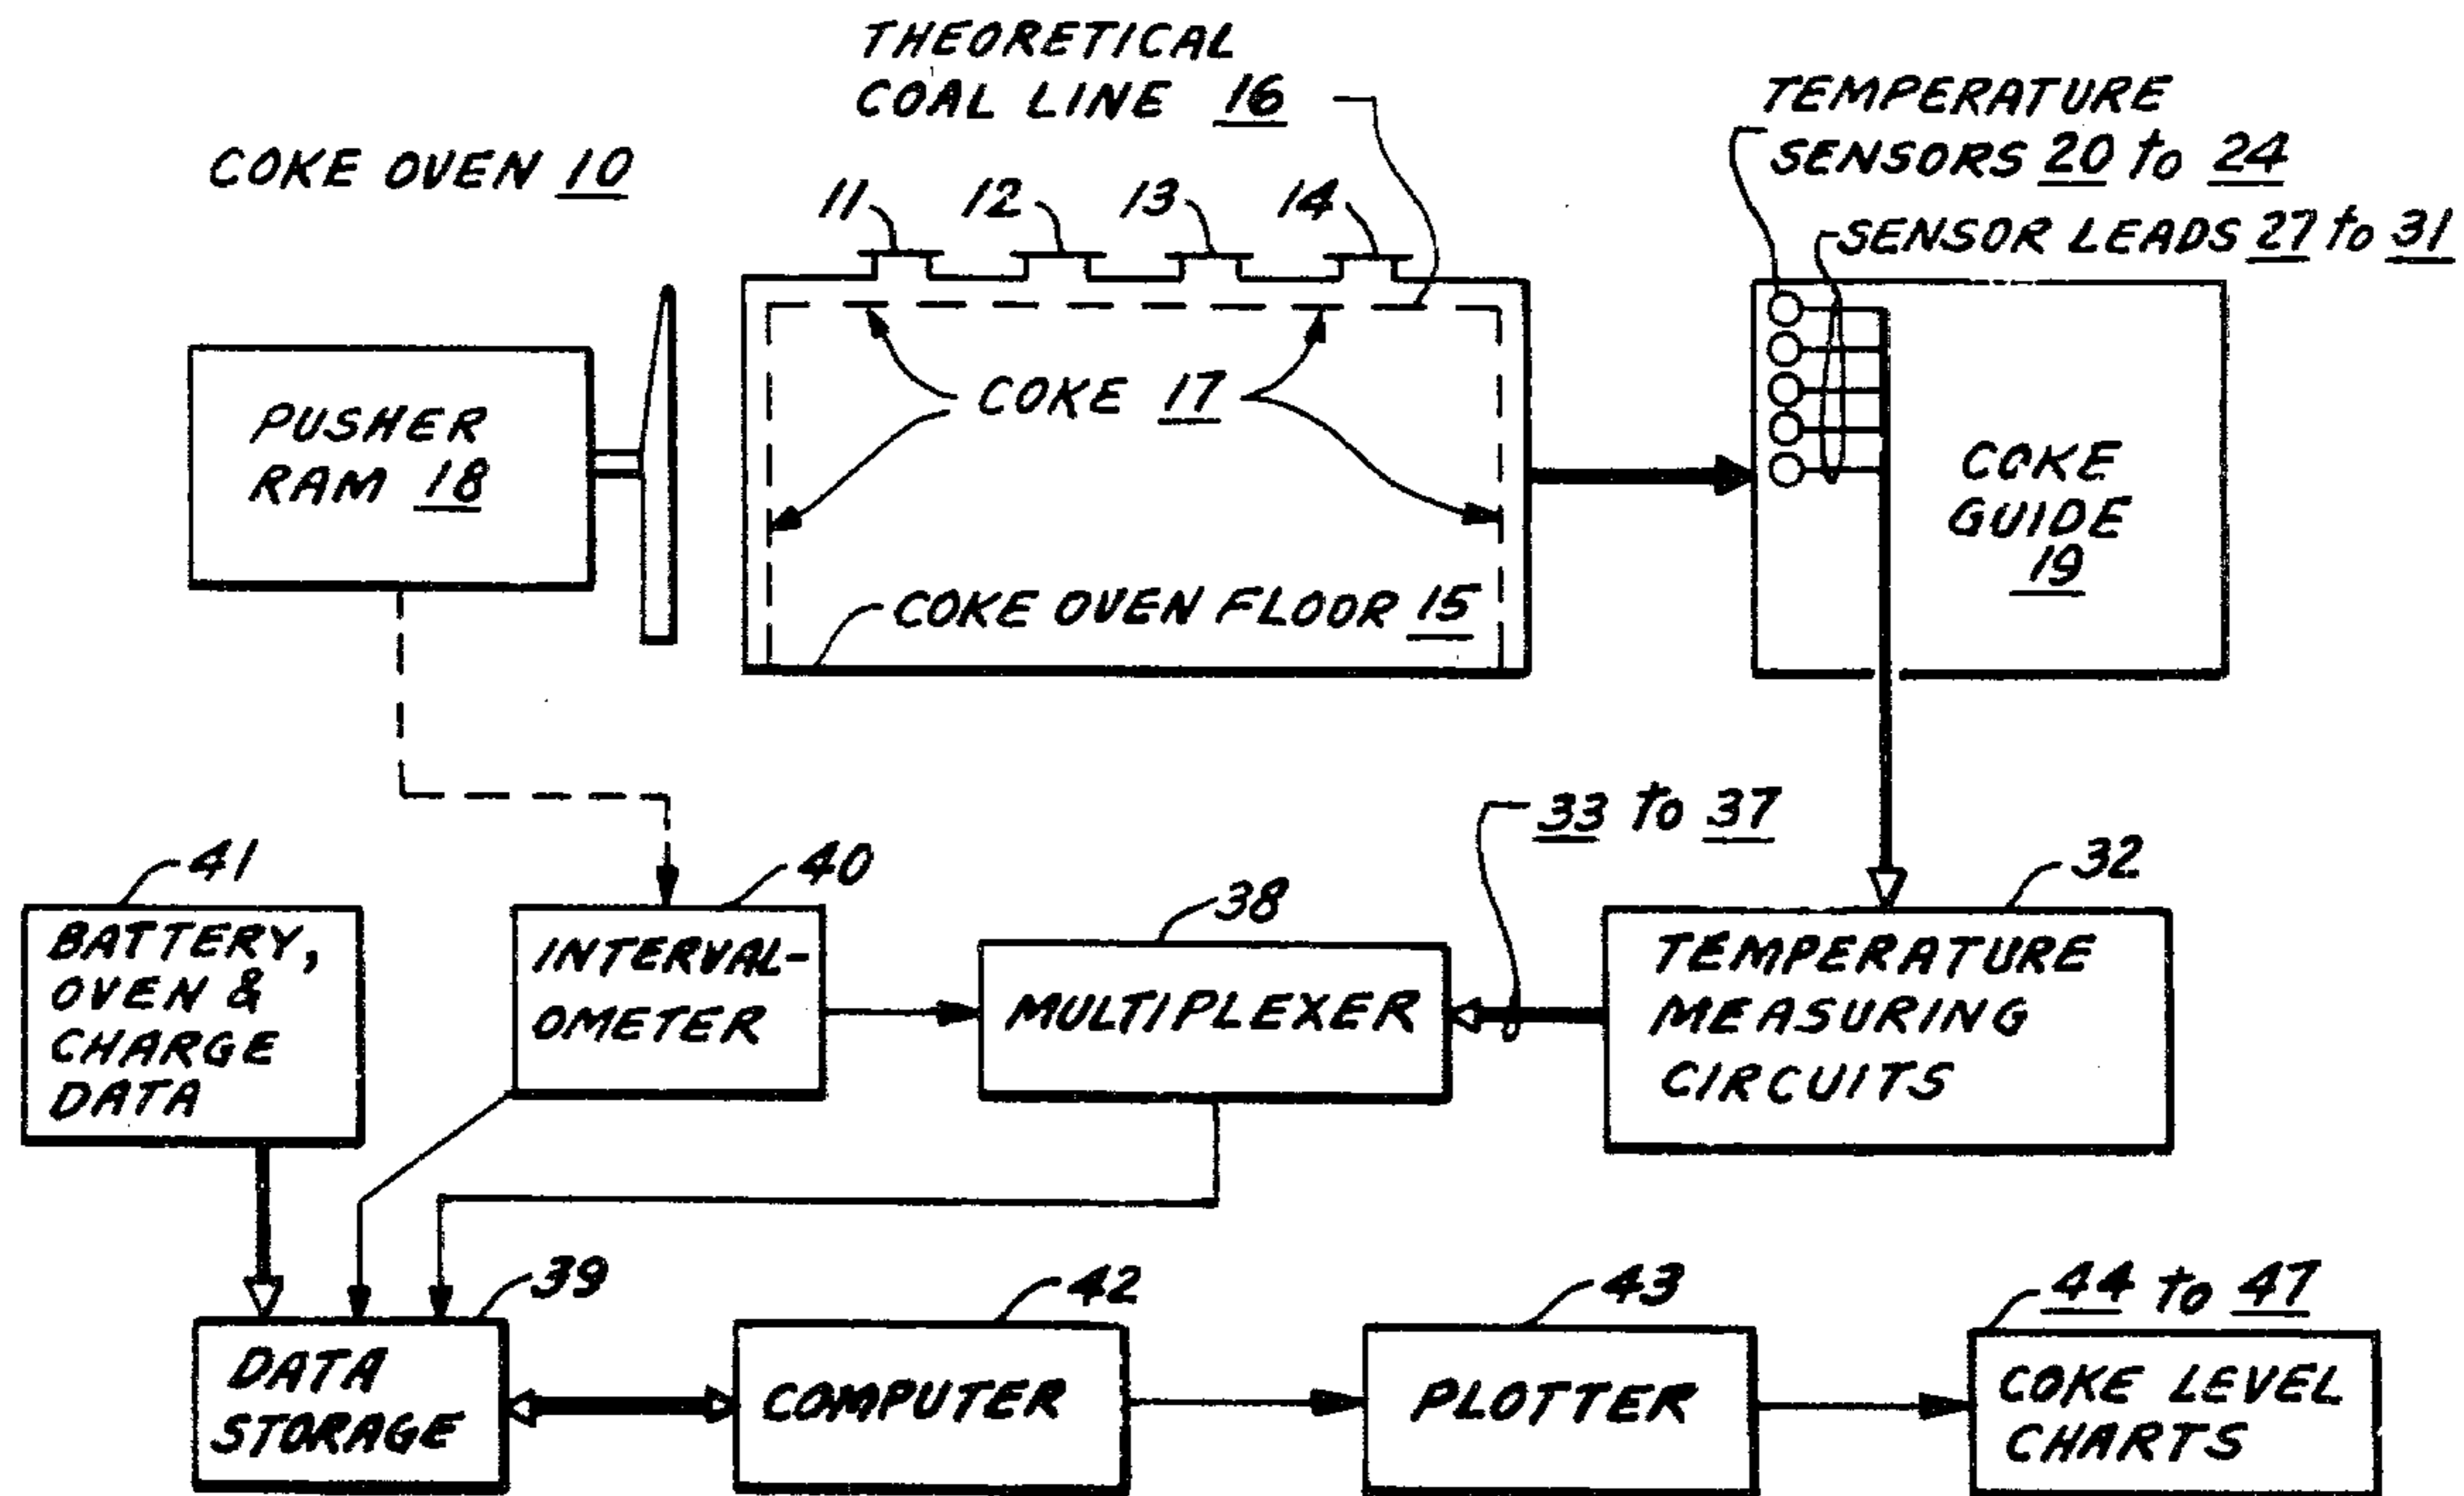 THEORETICAL
COAL LINE 16
COKE OVEN 10
TEMPERATURE
SENSORS 20 to 24
SENSOR LEADS 27 to 31
11 12 13 14
PUSHER
RAM 18
COKE 17
COKE OVEN FLOOR 15
COKE
GUIDE
19
33 to 37
41
40
38
32
BATTERY,
OVEN &
CHARGE
DATA
INTERVAL-
OMETER
MULTIPLEXER
TEMPERATURE
MEASURING
CIRCUITS
39
42
43
44 to 47
DATA
STORAGE
COMPUTER
PLOTTER
COKE LEVEL
CHARTS